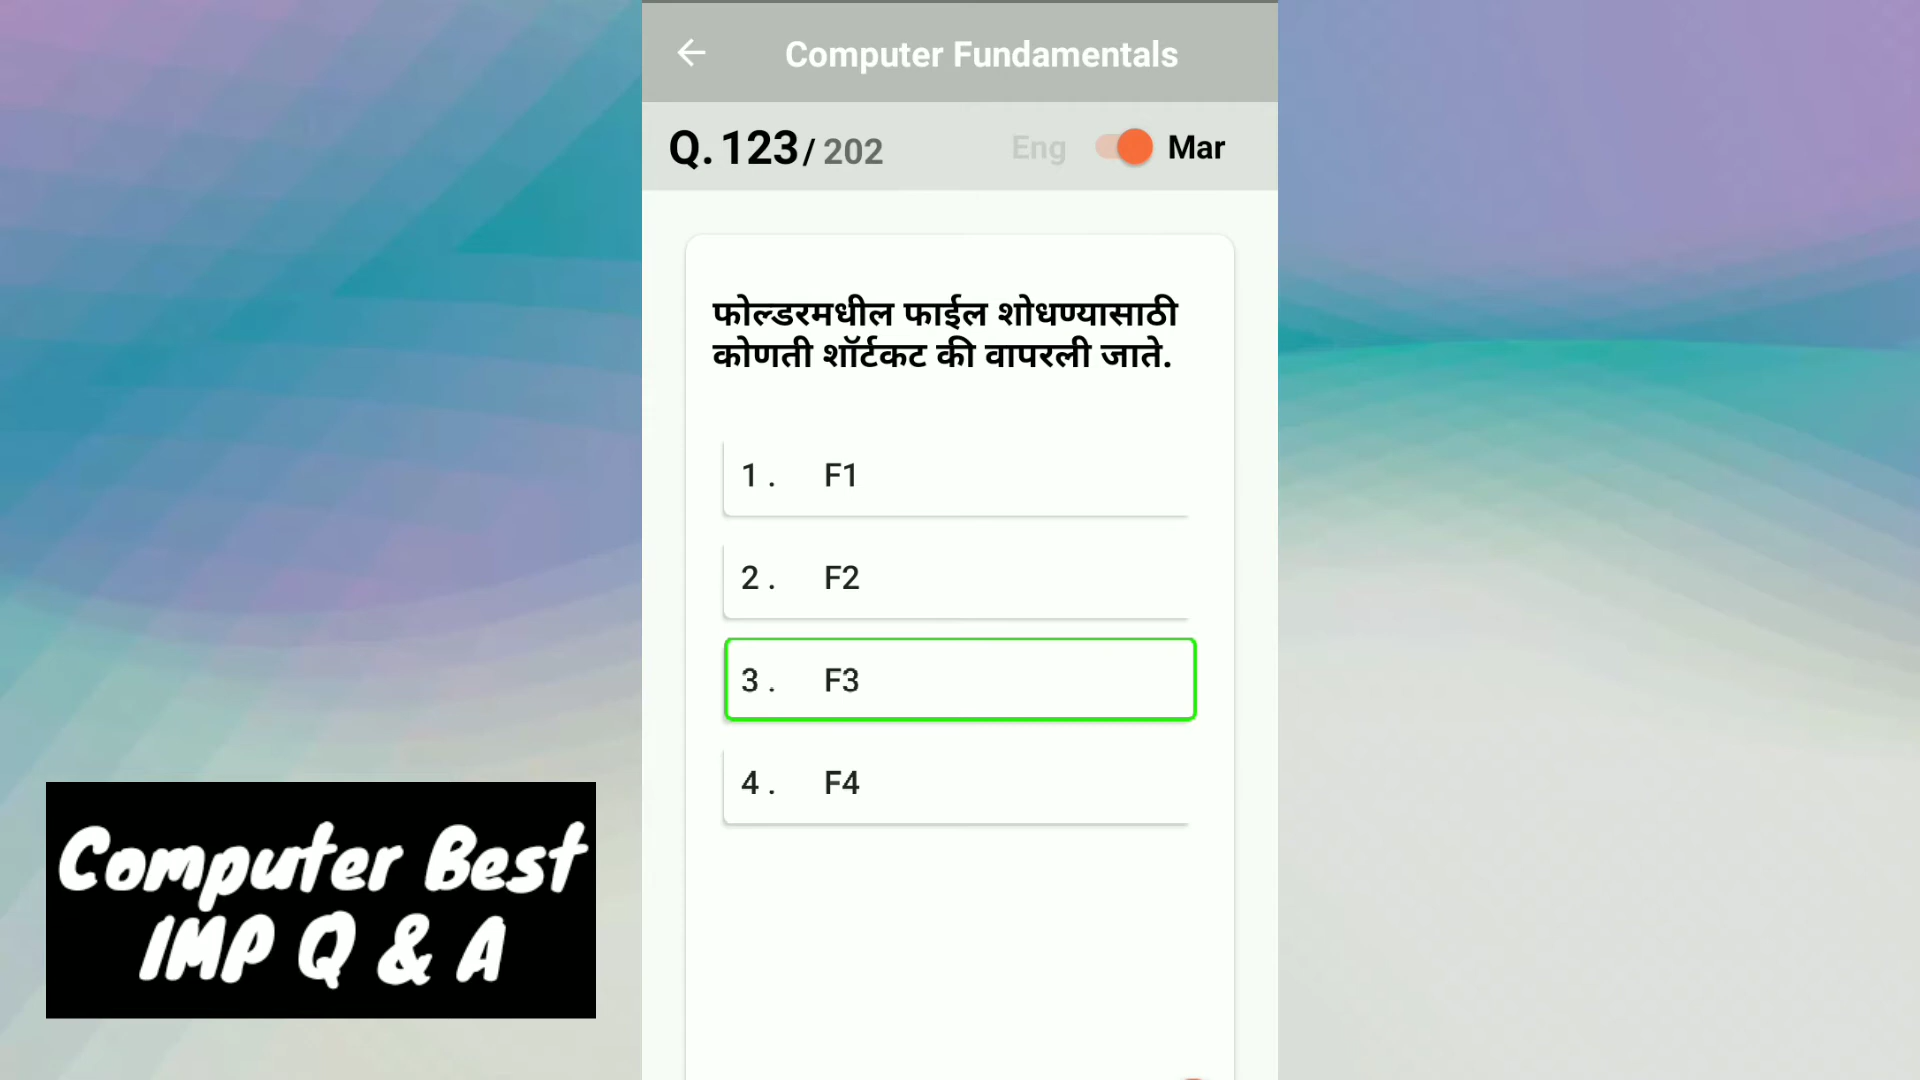 Computer Fundamentals
Q. 123 / 202 Eng Mar
फोल्डरमधील फाईल शोधण्यासाठी
कोणती शॉर्टकट की वापरली जाते.
1 . F1
2 . F2
3 . F3
4 . F4
Computer Best
IMP Q & A